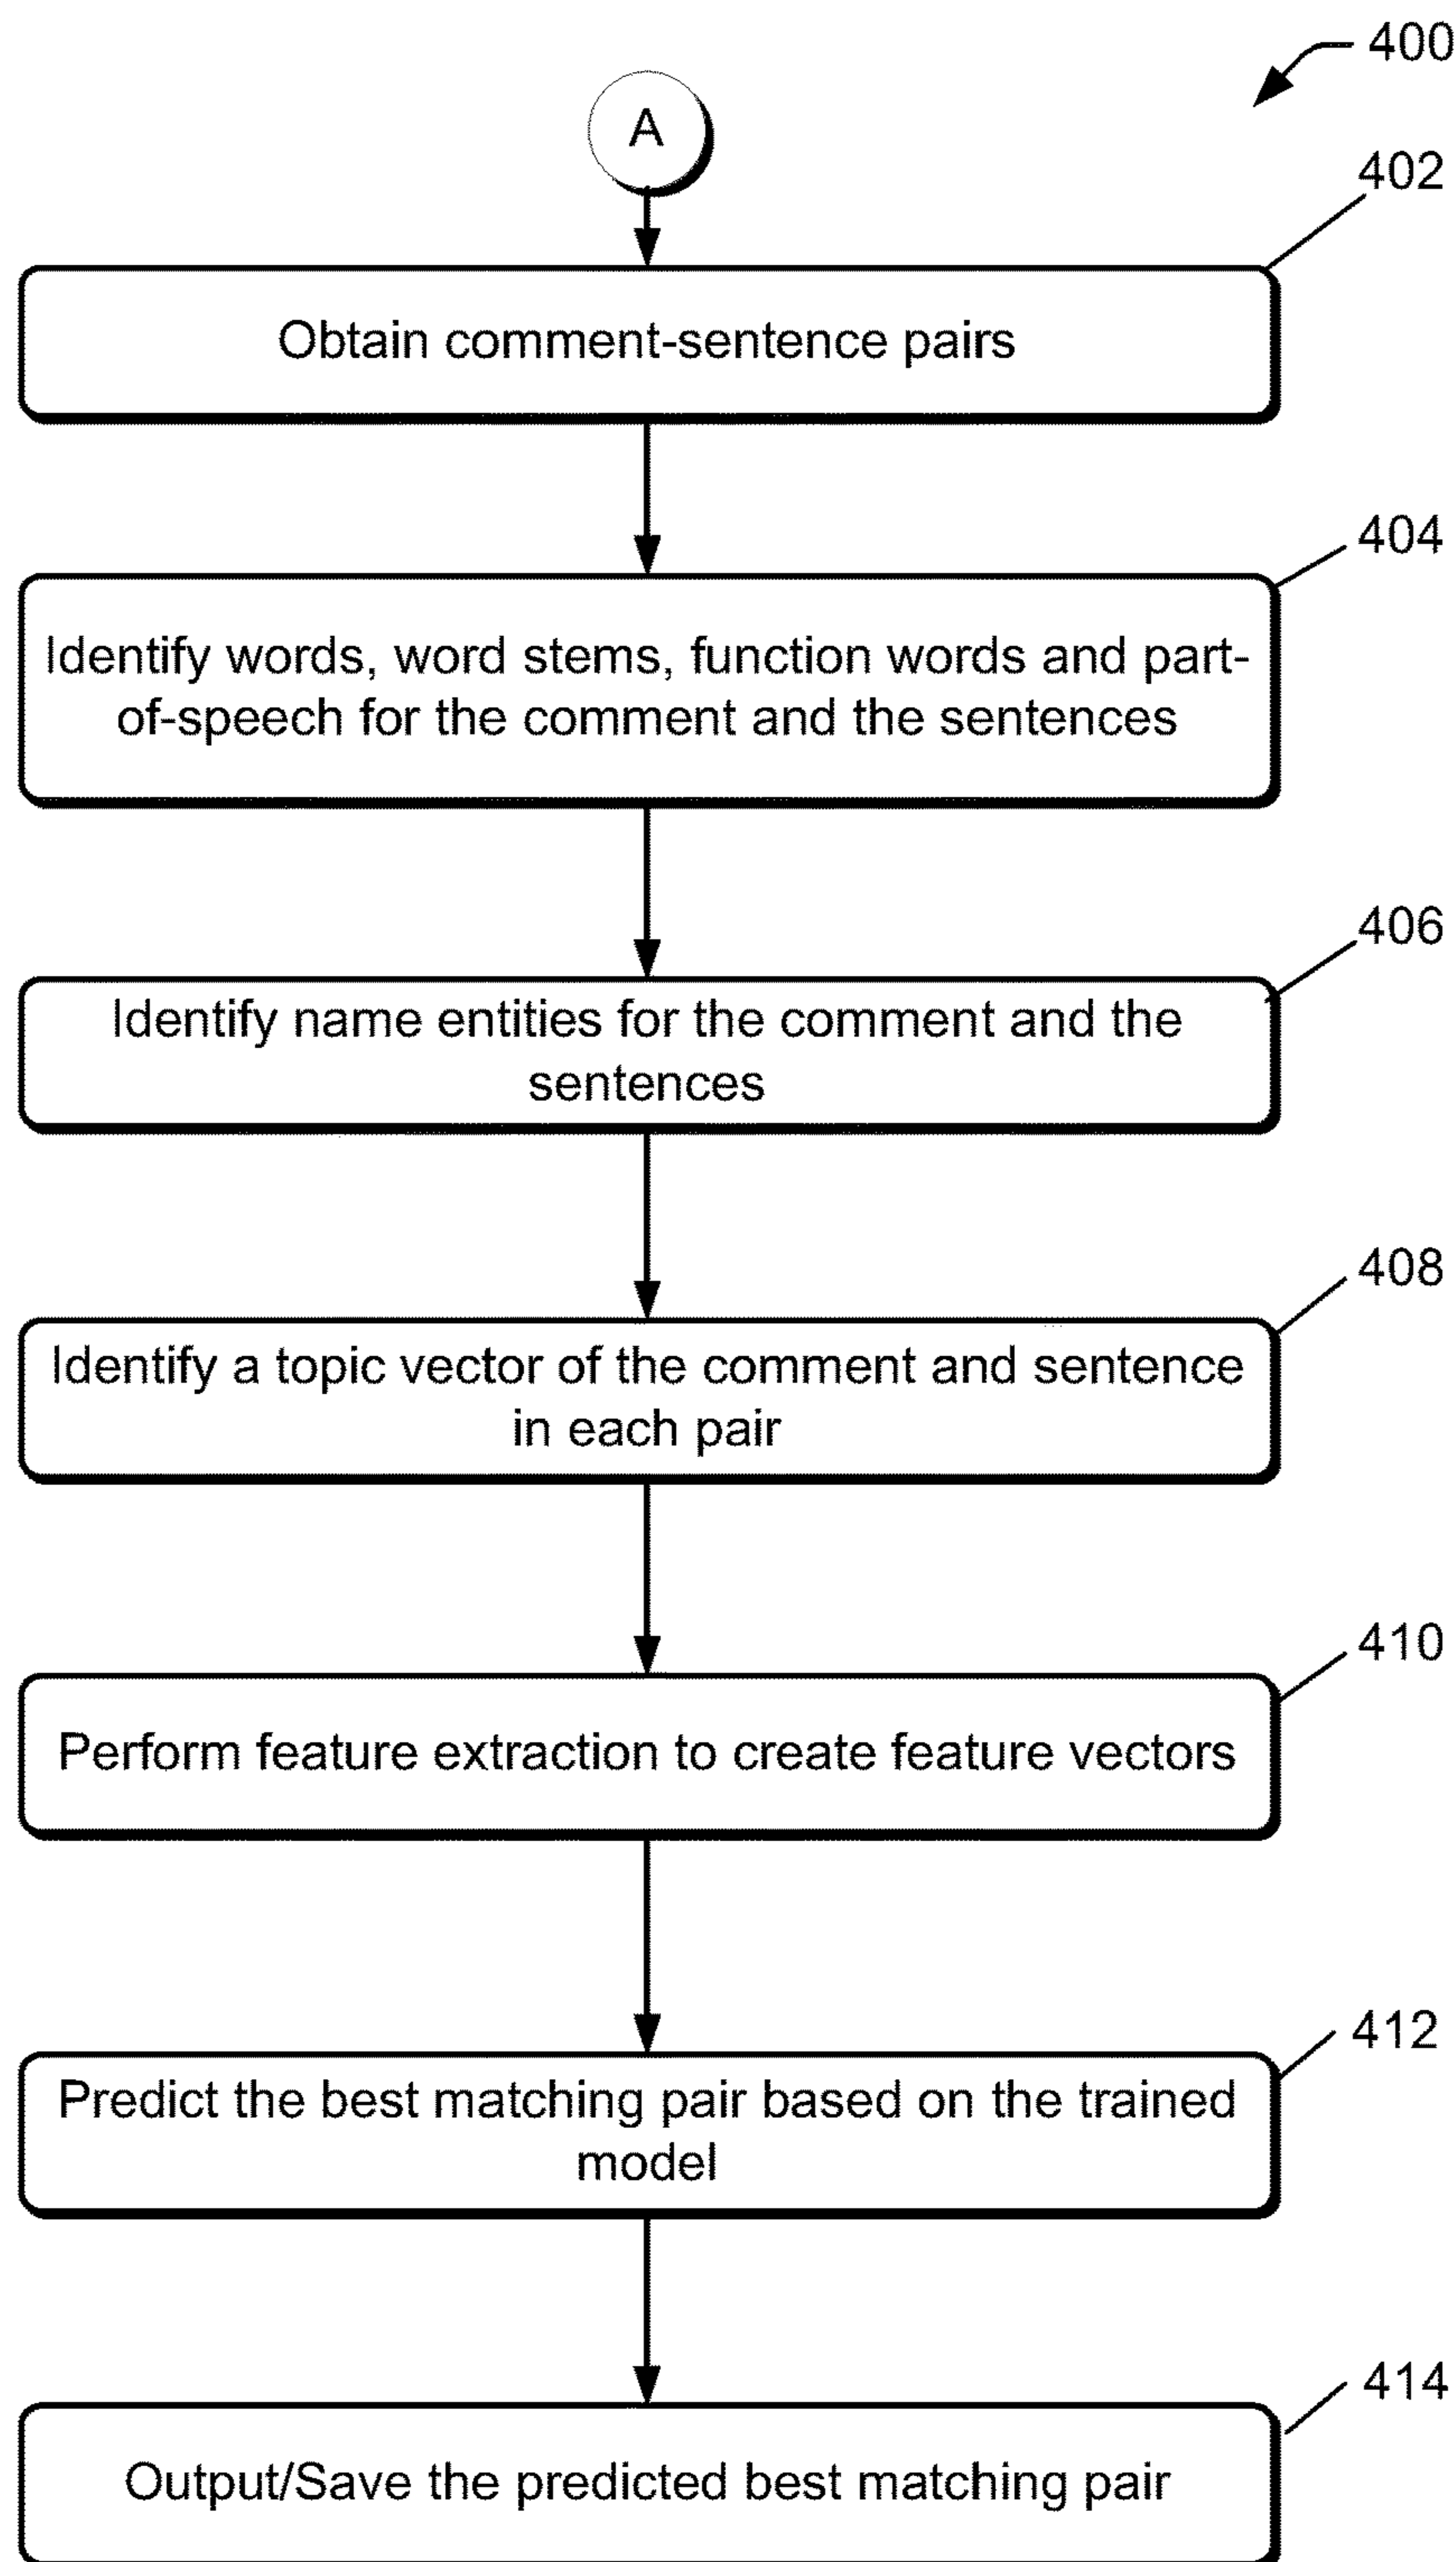 400
A
402
Obtain comment-sentence pairs
404
Identify words, word stems, function words and part-
of-speech for the comment and the sentences
406
Identify name entities for the comment and the
sentences
408
Identify a topic vector of the comment and sentence
in each pair
410
Perform feature extraction to create feature vectors
412
Predict the best matching pair based on the trained
model
414
Output/Save the predicted best matching pair